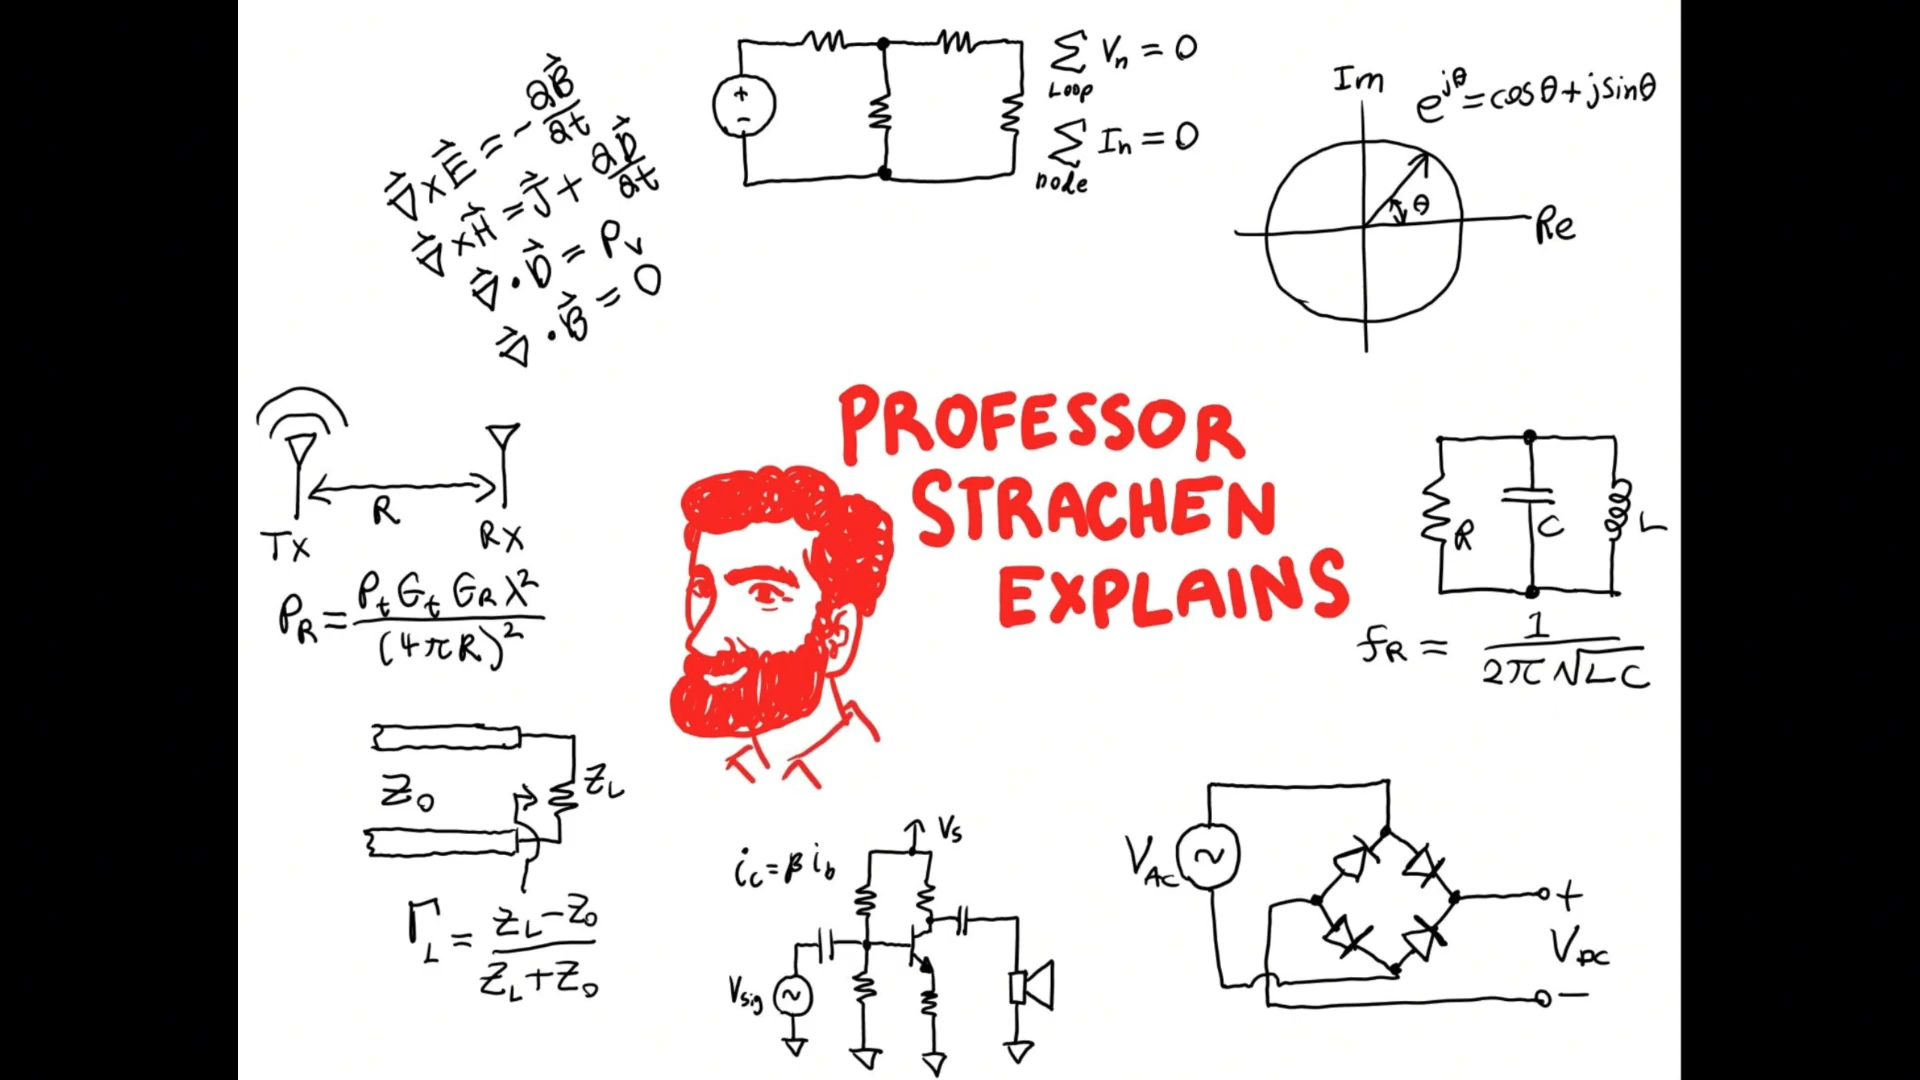 ∇⃗ × E⃗ = - ∂B⃗/∂t
∇⃗ × H⃗ = J⃗ + ∂D⃗/∂t
∇⃗ · D⃗ = ρv
∇⃗ · B⃗ = 0
+
-
∑ Vn = 0
Loop
∑ In = 0
node
Im
e^jθ = cosθ + jsinθ
θ
Re
PROFESSOR
STRACHEN
EXPLAINS
R
Tx
RX
PR = Pt Gt GR λ² / (4πR)²
R
C
L
fR = 1 / 2π√LC
Z0
ZL
ΓL = ZL - Z0 / ZL + Z0
ic = β ib
Vs
Vsig
~
VAC
~
+
VDC
-